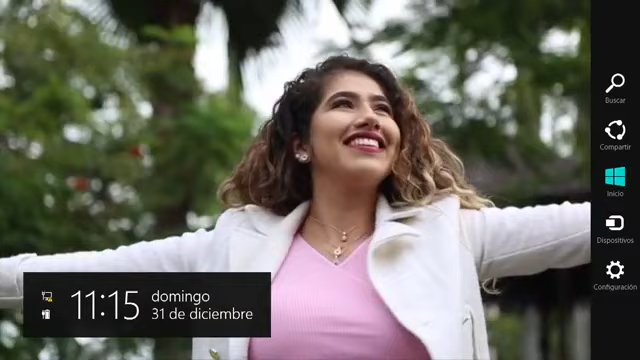 Buscar
Compartir
Inicio
Dispositivos
Configuración
11:15
domingo
31 de diciembre